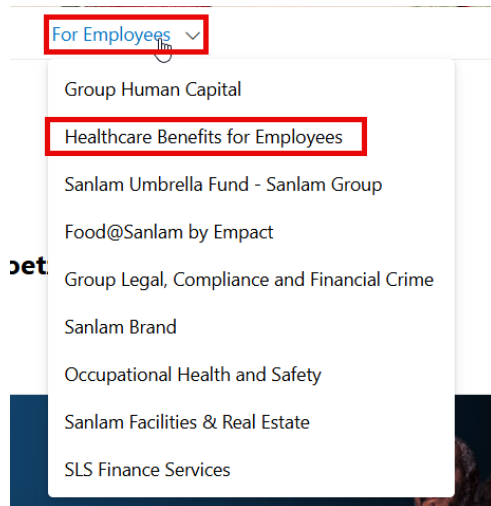 For Employees
Group Human Capital
Healthcare Benefits for Employees
Sanlam Umbrella Fund - Sanlam Group
Food@Sanlam by Empact
Group Legal, Compliance and Financial Crime
Sanlam Brand
Occupational Health and Safety
Sanlam Facilities & Real Estate
SLS Finance Services